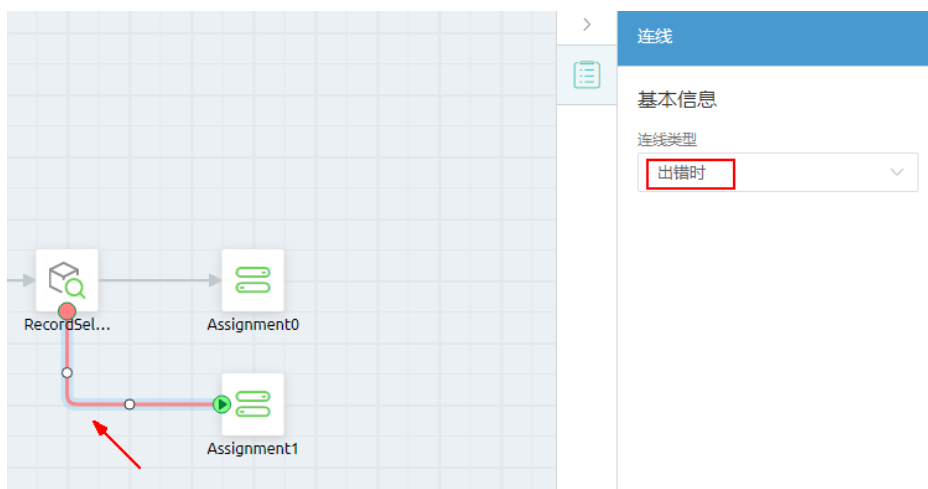 连线
基本信息
连线类型
出错时
RecordSel...
Assignment0
Assignment1